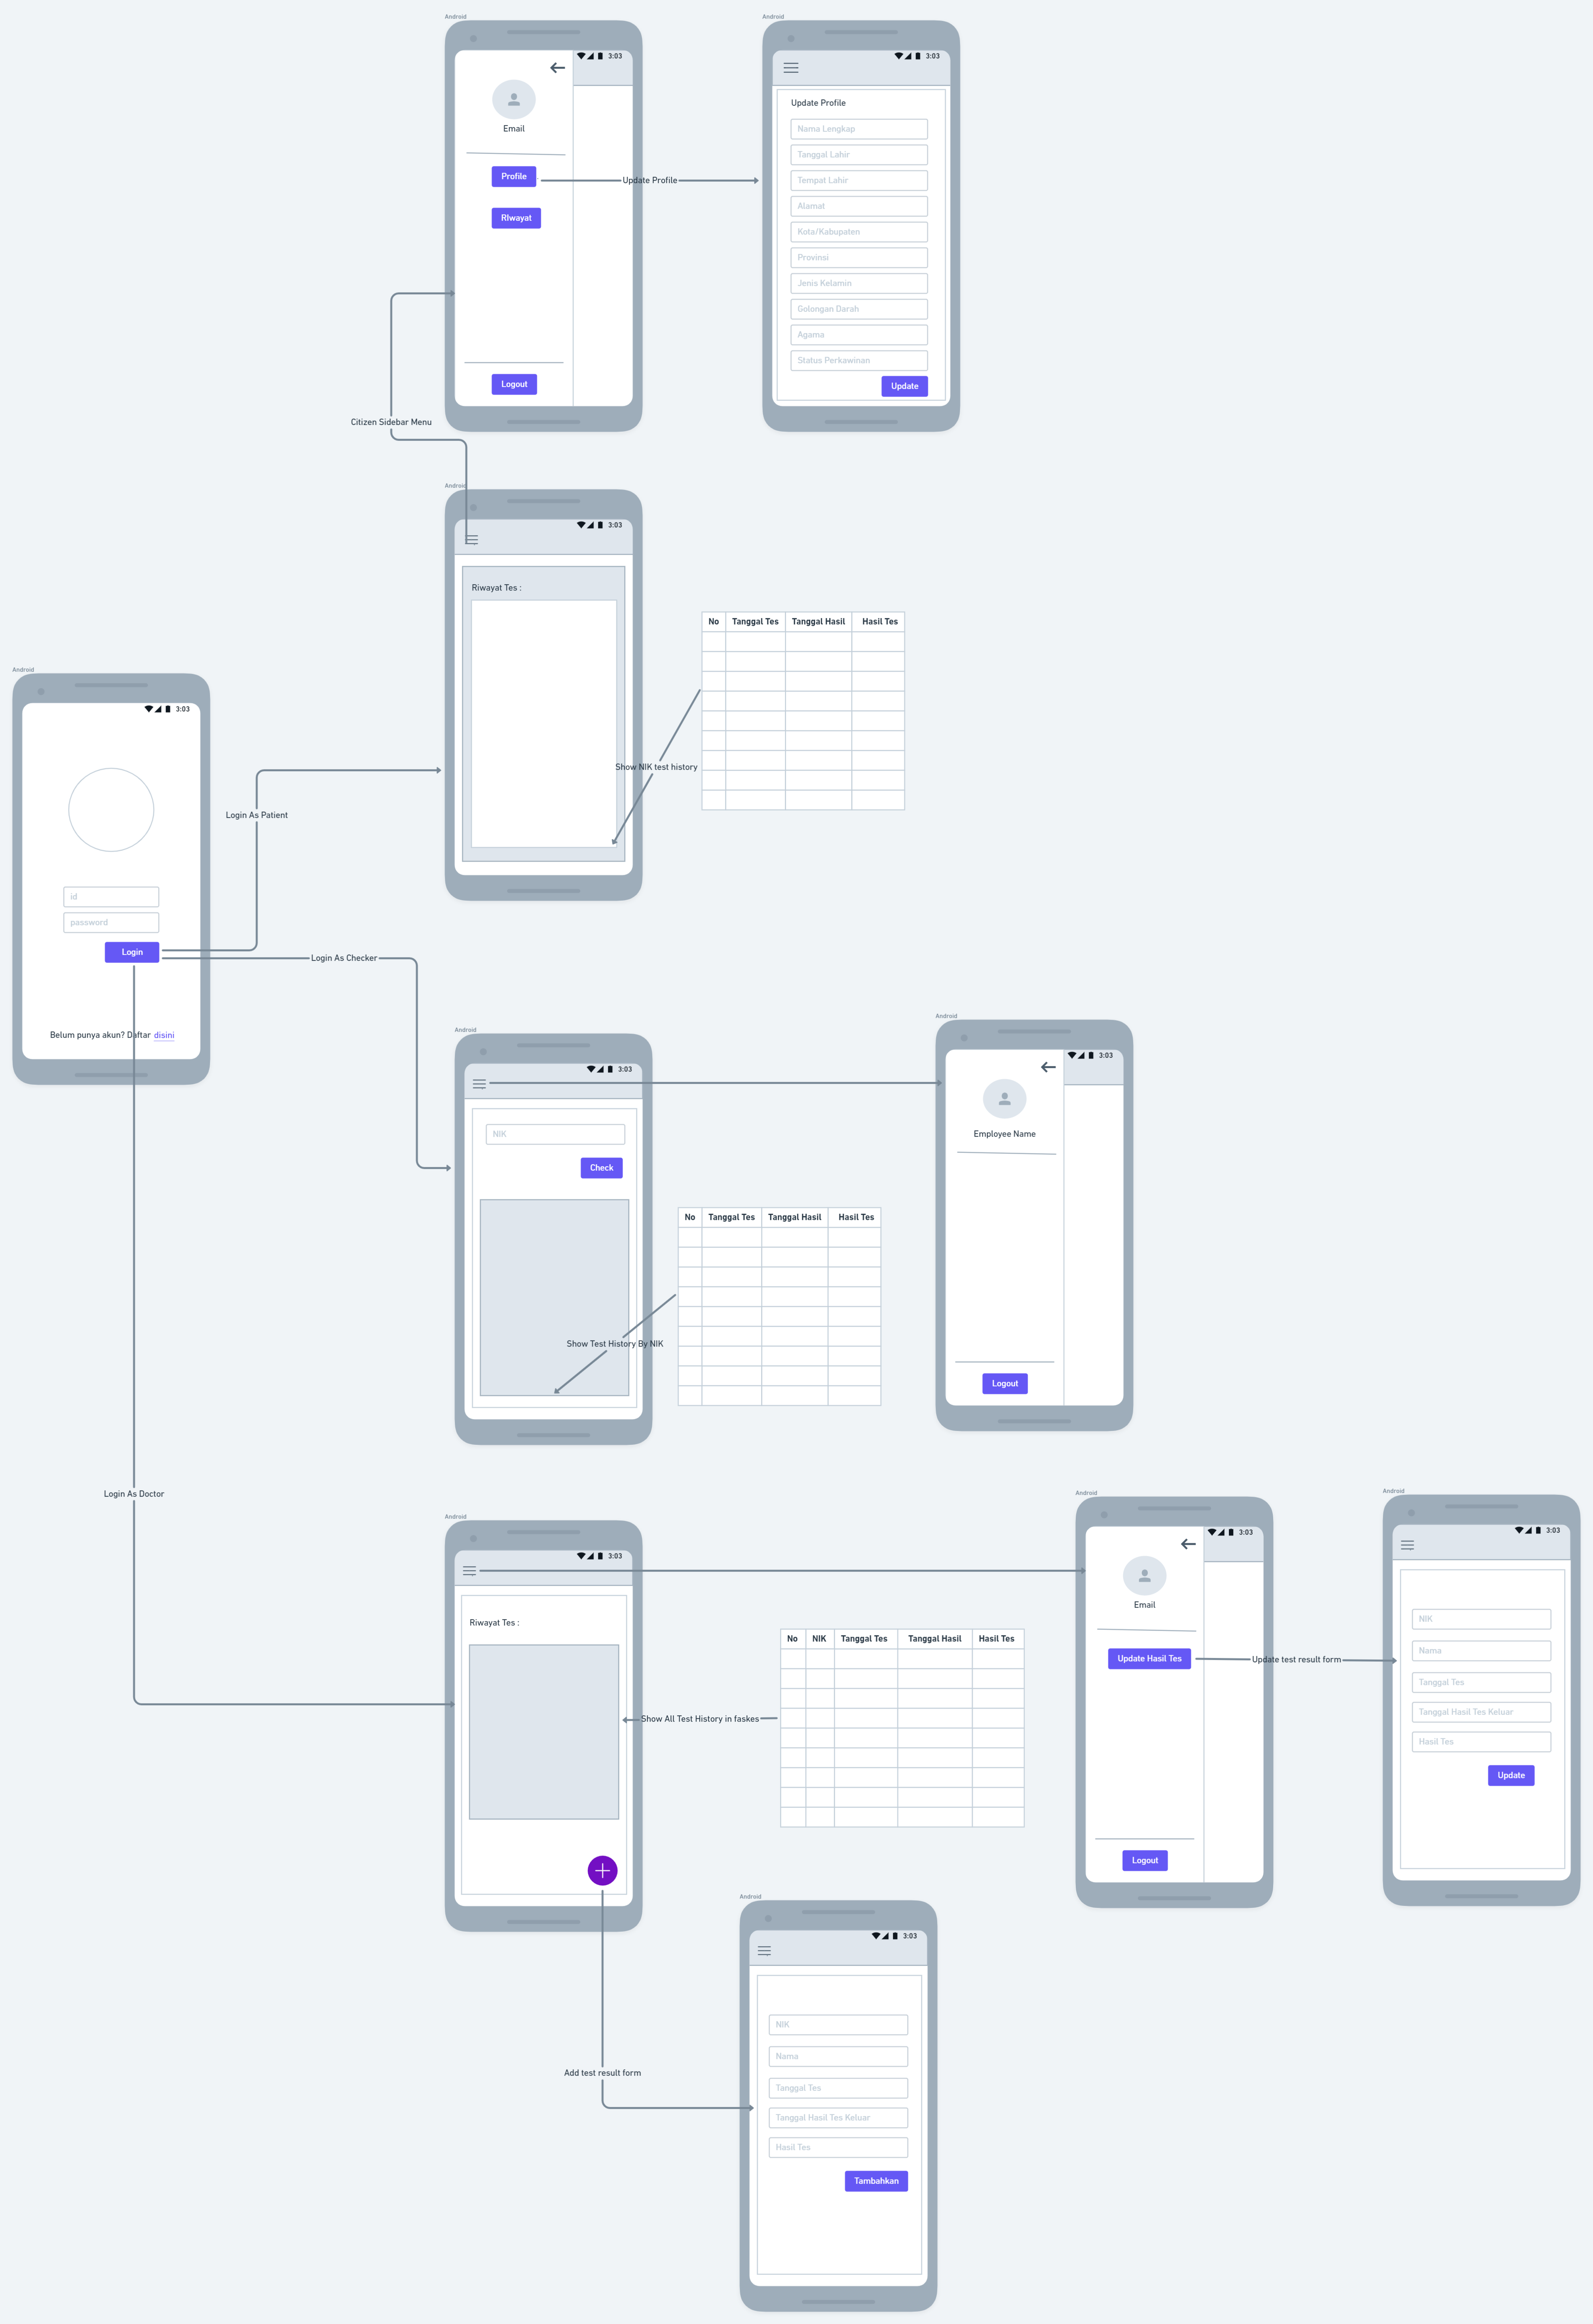 Android
3:03
Email
Profile
RIwayat
Logout
Update Profile
Android
3:03
Update Profile
Nama Lengkap
Tanggal Lahir
Tempat Lahir
Alamat
Kota/Kabupaten
Provinsi
Jenis Kelamin
Golongan Darah
Agama
Status Perkawinan
Update
Citizen Sidebar Menu
Android
3:03
Riwayat Tes :
No Tanggal Tes Tanggal Hasil Hasil Tes
Show NIK test history
Android
3:03
id
password
Login
Belum punya akun? Daftar disini
Login As Patient
Login As Checker
Login As Doctor
Android
3:03
NIK
Check
No Tanggal Tes Tanggal Hasil Hasil Tes
Show Test History By NIK
Android
3:03
Employee Name
Logout
Android
3:03
Riwayat Tes :
No NIK Tanggal Tes Tanggal Hasil Hasil Tes
Show All Test History in faskes
Android
3:03
Email
Update Hasil Tes
Logout
Update test result form
Android
3:03
NIK
Nama
Tanggal Tes
Tanggal Hasil Tes Keluar
Hasil Tes
Update
Add test result form
Android
3:03
NIK
Nama
Tanggal Tes
Tanggal Hasil Tes Keluar
Hasil Tes
Tambahkan